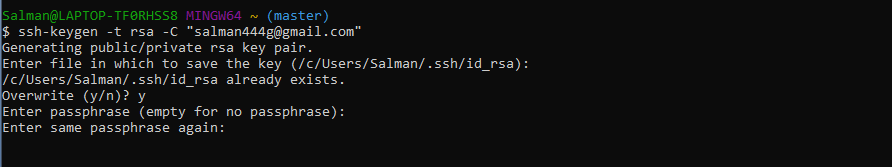 Salman@LAPTOP-TF0RHSS8 MINGW64 ~ (master)
$ ssh-keygen -t rsa -C "salman444g@gmail.com"
Generating public/private rsa key pair.
Enter file in which to save the key (/c/Users/Salman/.ssh/id_rsa):
/c/Users/Salman/.ssh/id_rsa already exists.
Overwrite (y/n)? y
Enter passphrase (empty for no passphrase):
Enter same passphrase again: